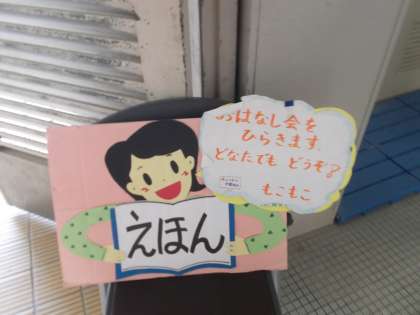 おはなし会を
ひらきます。
どなたでも どうぞ?
もこもこ
えほん